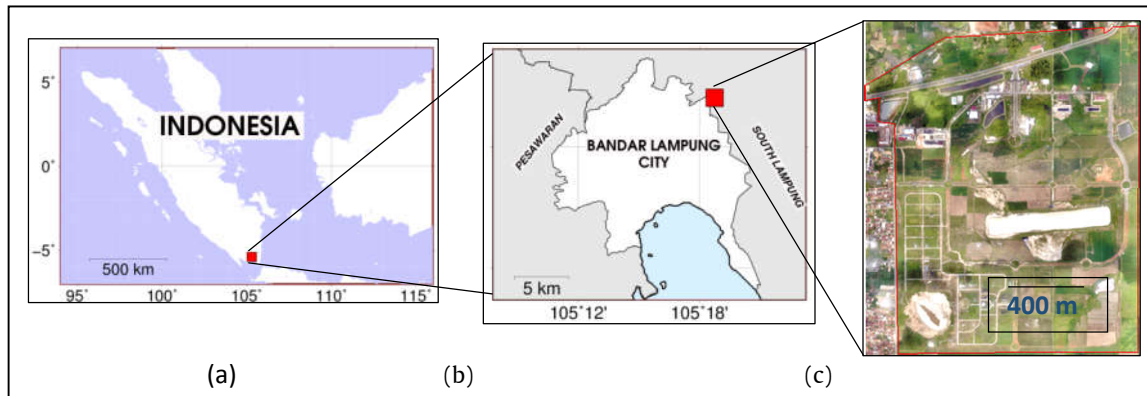 INDONESIA
5°
0°
−5°
500 km
95°
100°
105°
110°
115°
PESAWARAN
BANDAR LAMPUNG
CITY
SOUTH LAMPUNG
5 km
105°12'
105°18'
400 m
(a)
(b)
(c)